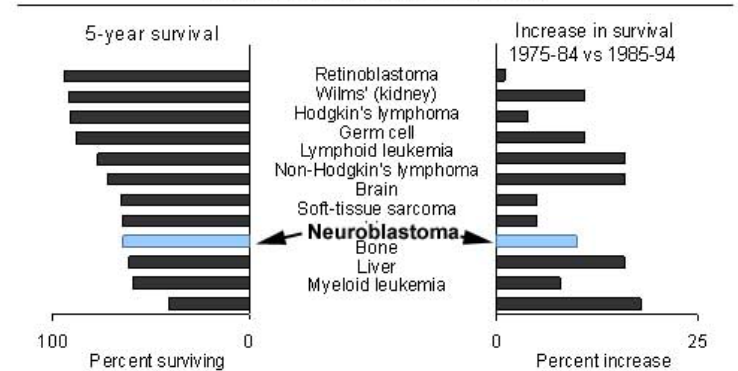 5-year survival
Increase in survival
1975-84 vs 1985-94
Retinoblastoma
Wilms' (kidney)
Hodgkin's lymphoma
Germ cell
Lymphoid leukemia
Non-Hodgkin's lymphoma
Brain
Soft-tissue sarcoma
Neuroblastoma
Bone
Liver
Myeloid leukemia
100 0
Percent surviving
0 25
Percent increase